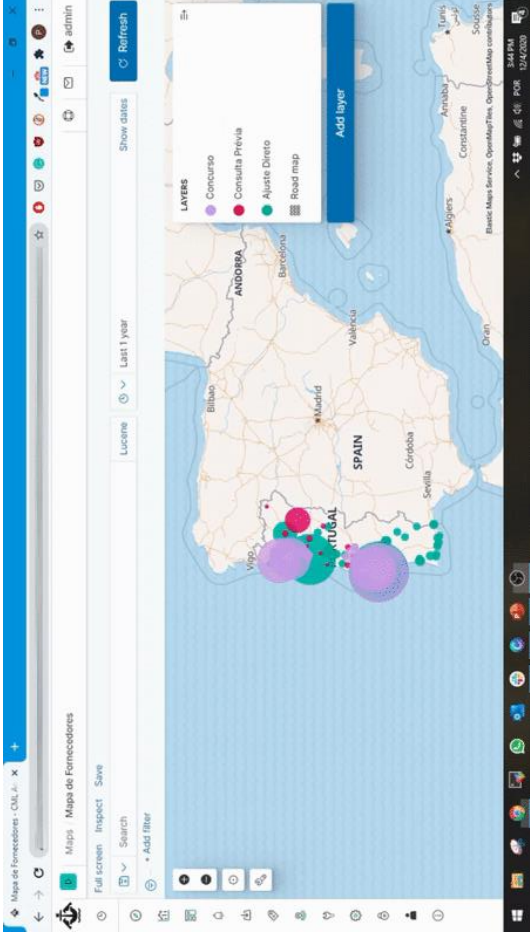 Mapa de Fornecedores - CML A
NEW
D Maps Mapa de Fornecedores
admin
Full screen Inspect Save
Search
Lucene
Last 1 year
Show dates
Refresh
+ Add filter
LAYERS
Concurso
Consulta Prévia
Ajuste Direto
Road map
Add layer
Bilbao
ANDORRA
Vigo
Barcelona
Madrid
València
TUGAL
SPAIN
Córdoba
Sevilla
Algiers
Annaba
Tunis
تونس
Constantine
Sousse
Oran
Elastic Maps Service, OpenMapTiles, OpenStreetMap contributors
POR
3:44 PM
12/4/2020